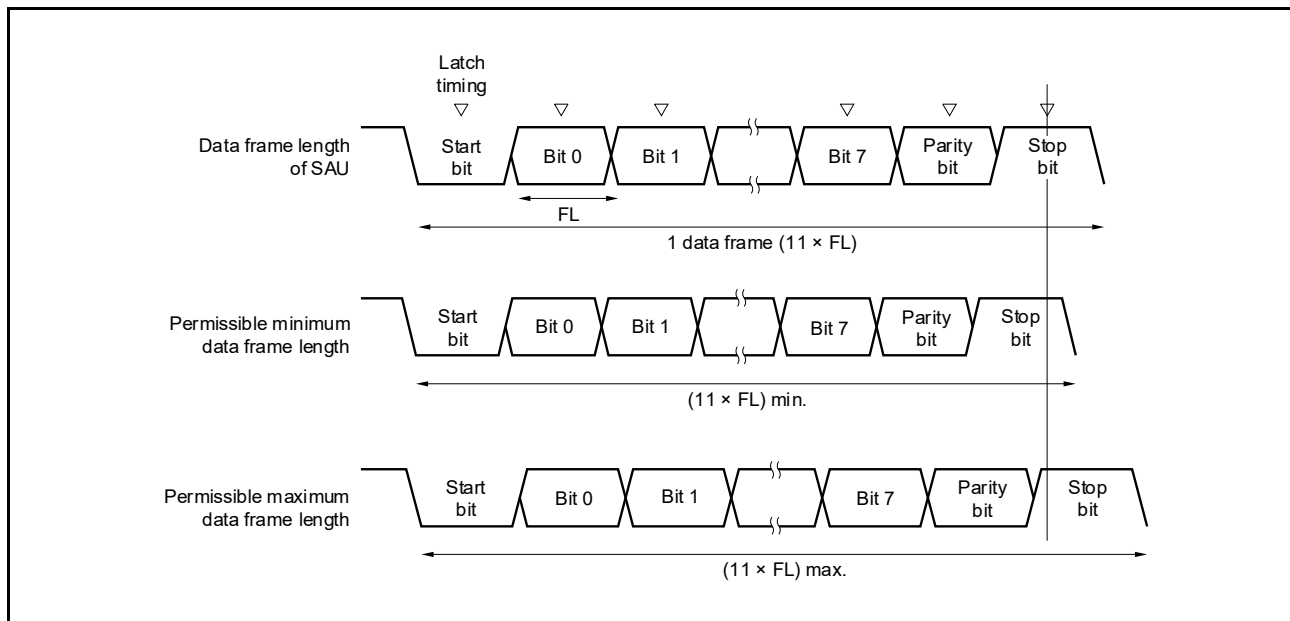 Latch
timing
Data frame length
of SAU
Start
bit
Bit 0
Bit 1
Bit 7
Parity
bit
Stop
bit
FL
1 data frame (11 × FL)
Permissible minimum
data frame length
Start
bit
Bit 0
Bit 1
Bit 7
Parity
bit
Stop
bit
(11 × FL) min.
Permissible maximum
data frame length
Start
bit
Bit 0
Bit 1
Bit 7
Parity
bit
Stop
bit
(11 × FL) max.